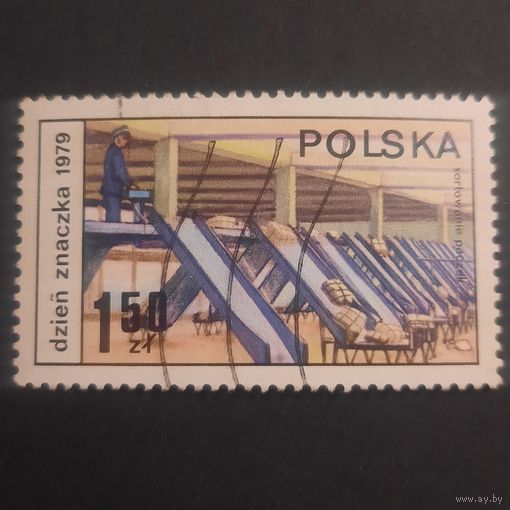 POLSKA
dzień znaczka 1979
sortowanie paczek
1 50
zł
www.ay.by